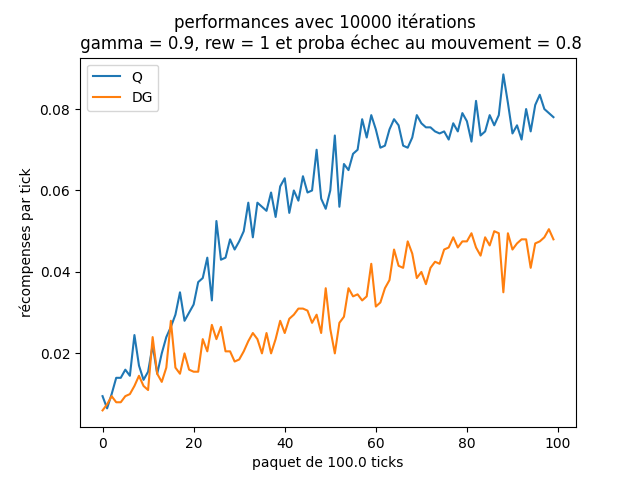 performances avec 10000 itérations
gamma = 0.9, rew = 1 et proba échec au mouvement = 0.8
Q
DG
récompenses par tick
0.08
0.06
0.04
0.02
0 20 40 60 80 100
paquet de 100.0 ticks